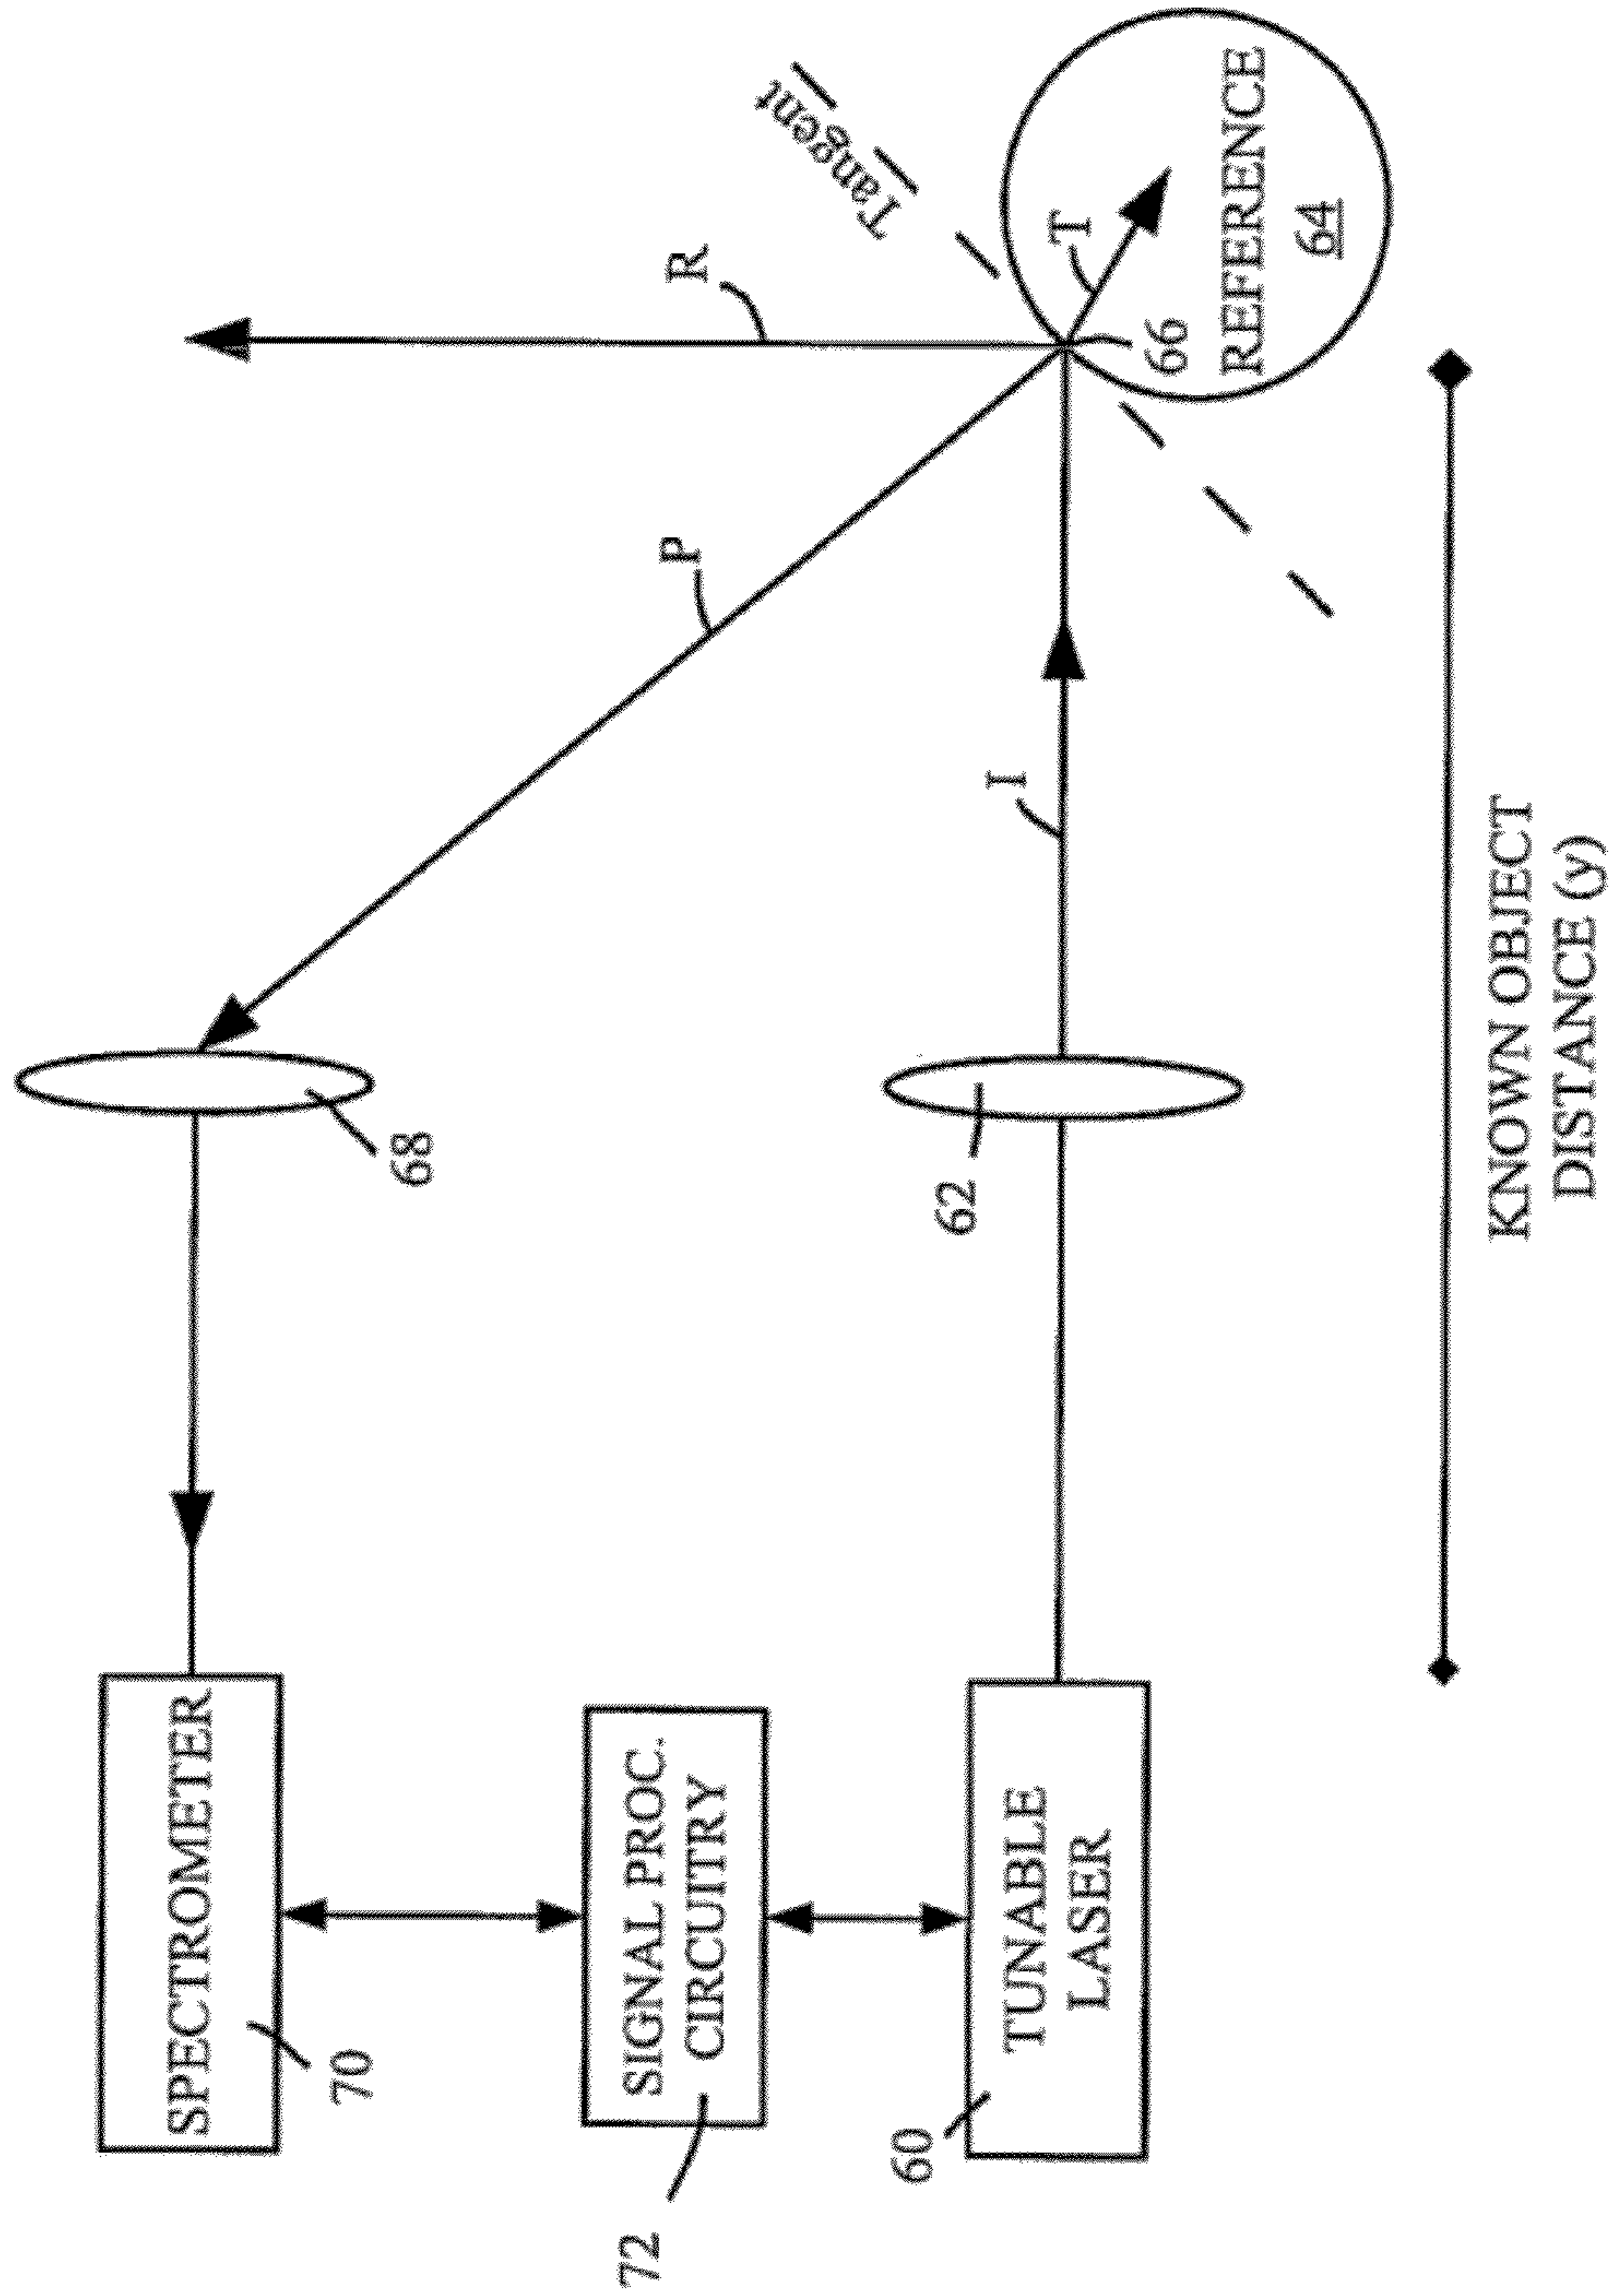 SPECTROMETER
70
68
P
R
Tangent
SIGNAL PROC.
CIRCUITRY
72
62
I
T
66
REFERENCE
64
TUNABLE
LASER
60
KNOWN OBJECT
DISTANCE (y)